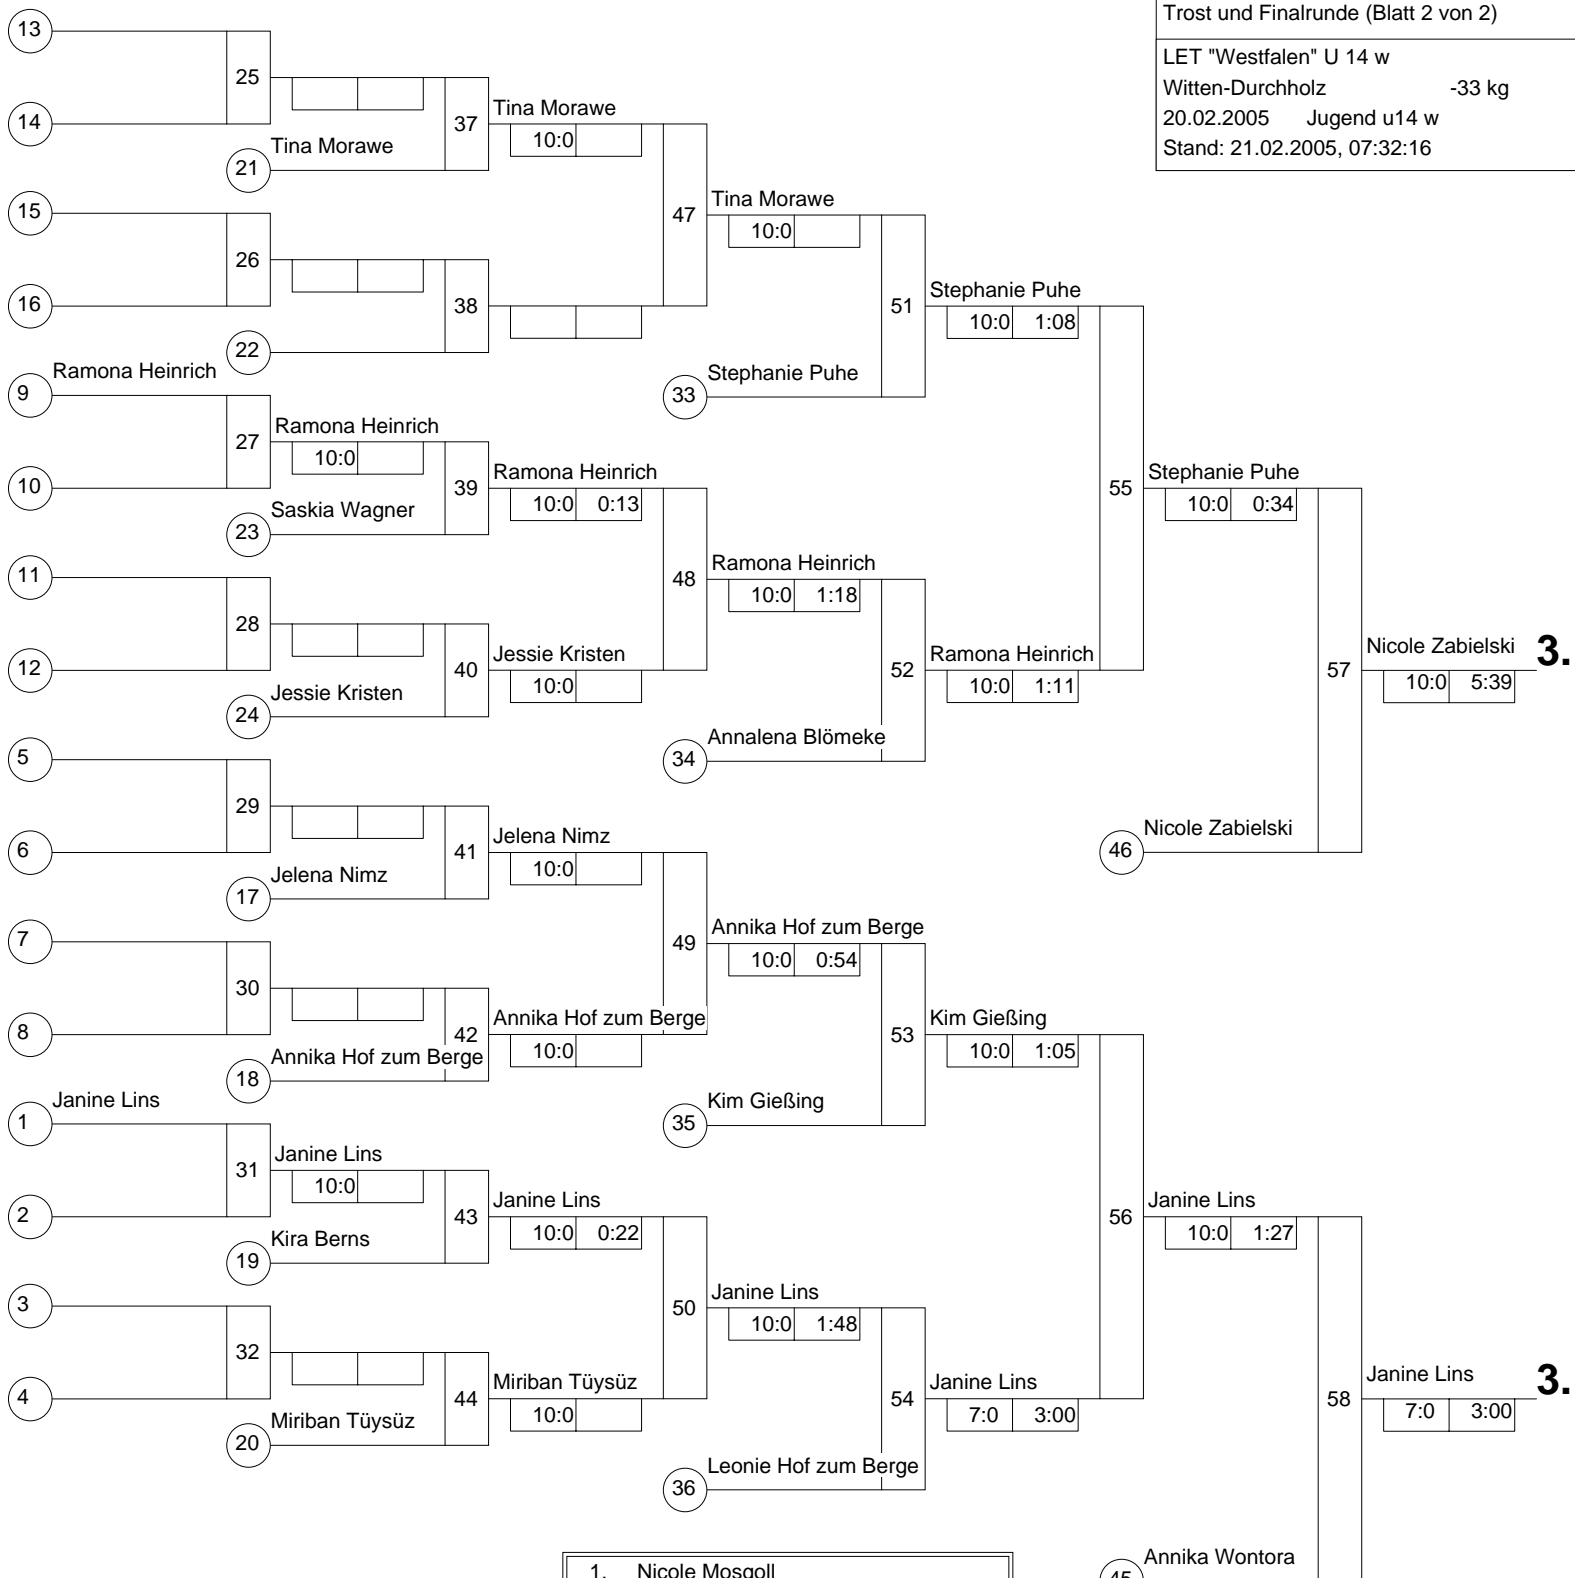 Trost und Finalrunde (Blatt 2 von 2)
LET "Westfalen" U 14 w
Witten-Durchholz -33 kg
20.02.2005 Jugend u14 w
Stand: 21.02.2005, 07:32:16
13
25
14
37
Tina Morawe
10:0
Tina Morawe
21
15
47
Tina Morawe
10:0
26
16
38
22
51
Stephanie Puhe
10:0 1:08
Ramona Heinrich
9
Stephanie Puhe
33
27
Ramona Heinrich
10:0
10
39
Ramona Heinrich
10:0 0:13
Saskia Wagner
23
55
Stephanie Puhe
10:0 0:34
11
48
Ramona Heinrich
10:0 1:18
28
12
40
Jessie Kristen
10:0
Jessie Kristen
24
52
Ramona Heinrich
10:0 1:11
57
Nicole Zabielski 3.
10:0 5:39
5
Annalena Blömeke
34
29
6
41
Jelena Nimz
10:0
Nicole Zabielski
46
Jelena Nimz
17
7
49
Annika Hof zum Berge
10:0 0:54
30
8
42
Annika Hof zum Berge
10:0
Annika Hof zum Berge
18
53
Kim Gießing
10:0 1:05
Janine Lins
1
Kim Gießing
35
31
Janine Lins
10:0
2
43
Janine Lins
10:0 0:22
Kira Berns
19
56
Janine Lins
10:0 1:27
3
50
Janine Lins
10:0 1:48
32
4
44
Miriban Tüysüz
10:0
Miriban Tüysüz
20
54
Janine Lins
7:0 3:00
58
Janine Lins 3.
7:0 3:00
Leonie Hof zum Berge
36
1. Nicole Mosgoll
Annika Wontora
45